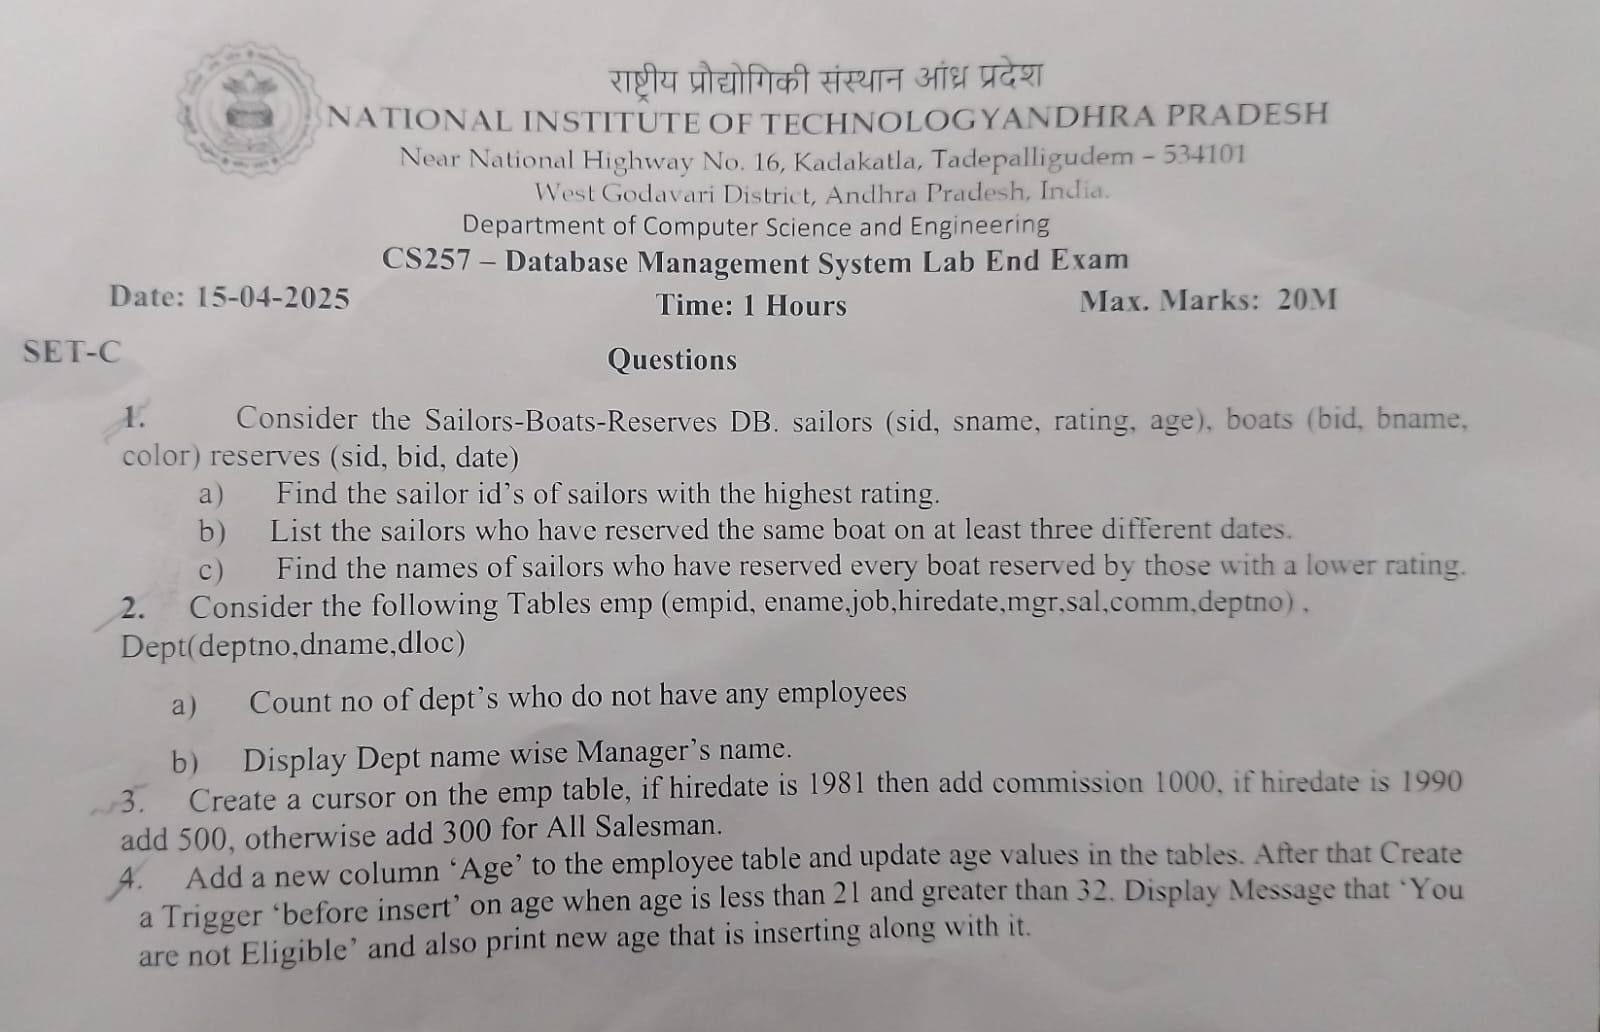 राष्ट्रीय प्रौद्योगिकी संस्थान आंध्र प्रदेश
NATIONAL INSTITUTE OF TECHNOLOGYANDHRA PRADESH
Near National Highway No. 16, Kadakatla, Tadepalligudem – 534101
West Godavari District, Andhra Pradesh, India.
Department of Computer Science and Engineering
CS257 – Database Management System Lab End Exam
Date: 15-04-2025 Time: 1 Hours Max. Marks: 20M
SET-C Questions
1. Consider the Sailors-Boats-Reserves DB. sailors (sid, sname, rating, age), boats (bid, bname,
color) reserves (sid, bid, date)
a) Find the sailor id’s of sailors with the highest rating.
b) List the sailors who have reserved the same boat on at least three different dates.
c) Find the names of sailors who have reserved every boat reserved by those with a lower rating.
2. Consider the following Tables emp (empid, ename,job,hiredate,mgr,sal,comm,deptno) ,
Dept(deptno,dname,dloc)
a) Count no of dept’s who do not have any employees
b) Display Dept name wise Manager’s name.
3. Create a cursor on the emp table, if hiredate is 1981 then add commission 1000, if hiredate is 1990
add 500, otherwise add 300 for All Salesman.
4. Add a new column ‘Age’ to the employee table and update age values in the tables. After that Create
a Trigger ‘before insert’ on age when age is less than 21 and greater than 32. Display Message that ‘You
are not Eligible’ and also print new age that is inserting along with it.